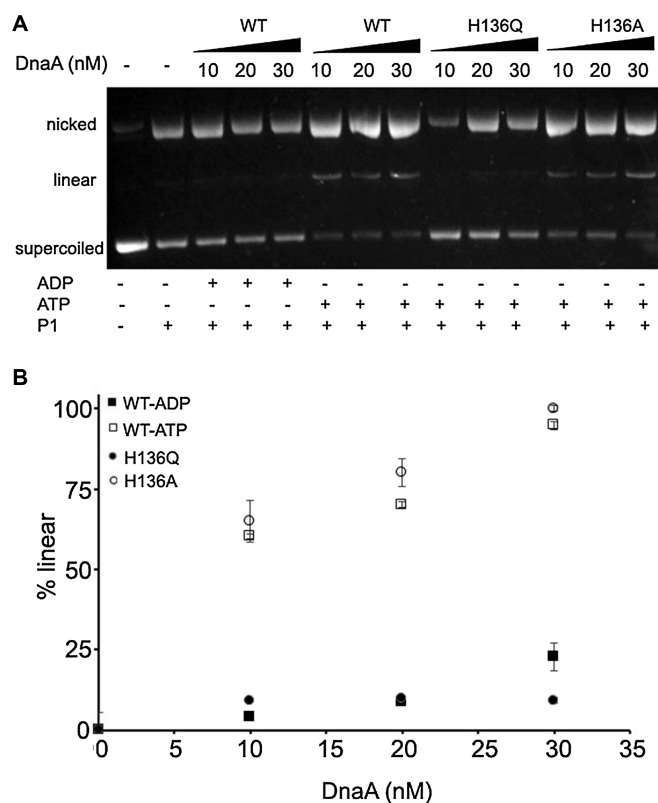 A
WT WT H136Q H136A
DnaA (nM) - - 10 20 30 10 20 30 10 20 30 10 20 30
nicked
linear
supercoiled
ADP - - + + + - - - - - - - - -
ATP - - - - - + + + + + + + + +
P1 - + + + + + + + + + + + + +
B
100
75
50
25
0
% linear
■ WT-ADP
□ WT-ATP
● H136Q
○ H136A
0 5 10 15 20 25 30 35
DnaA (nM)